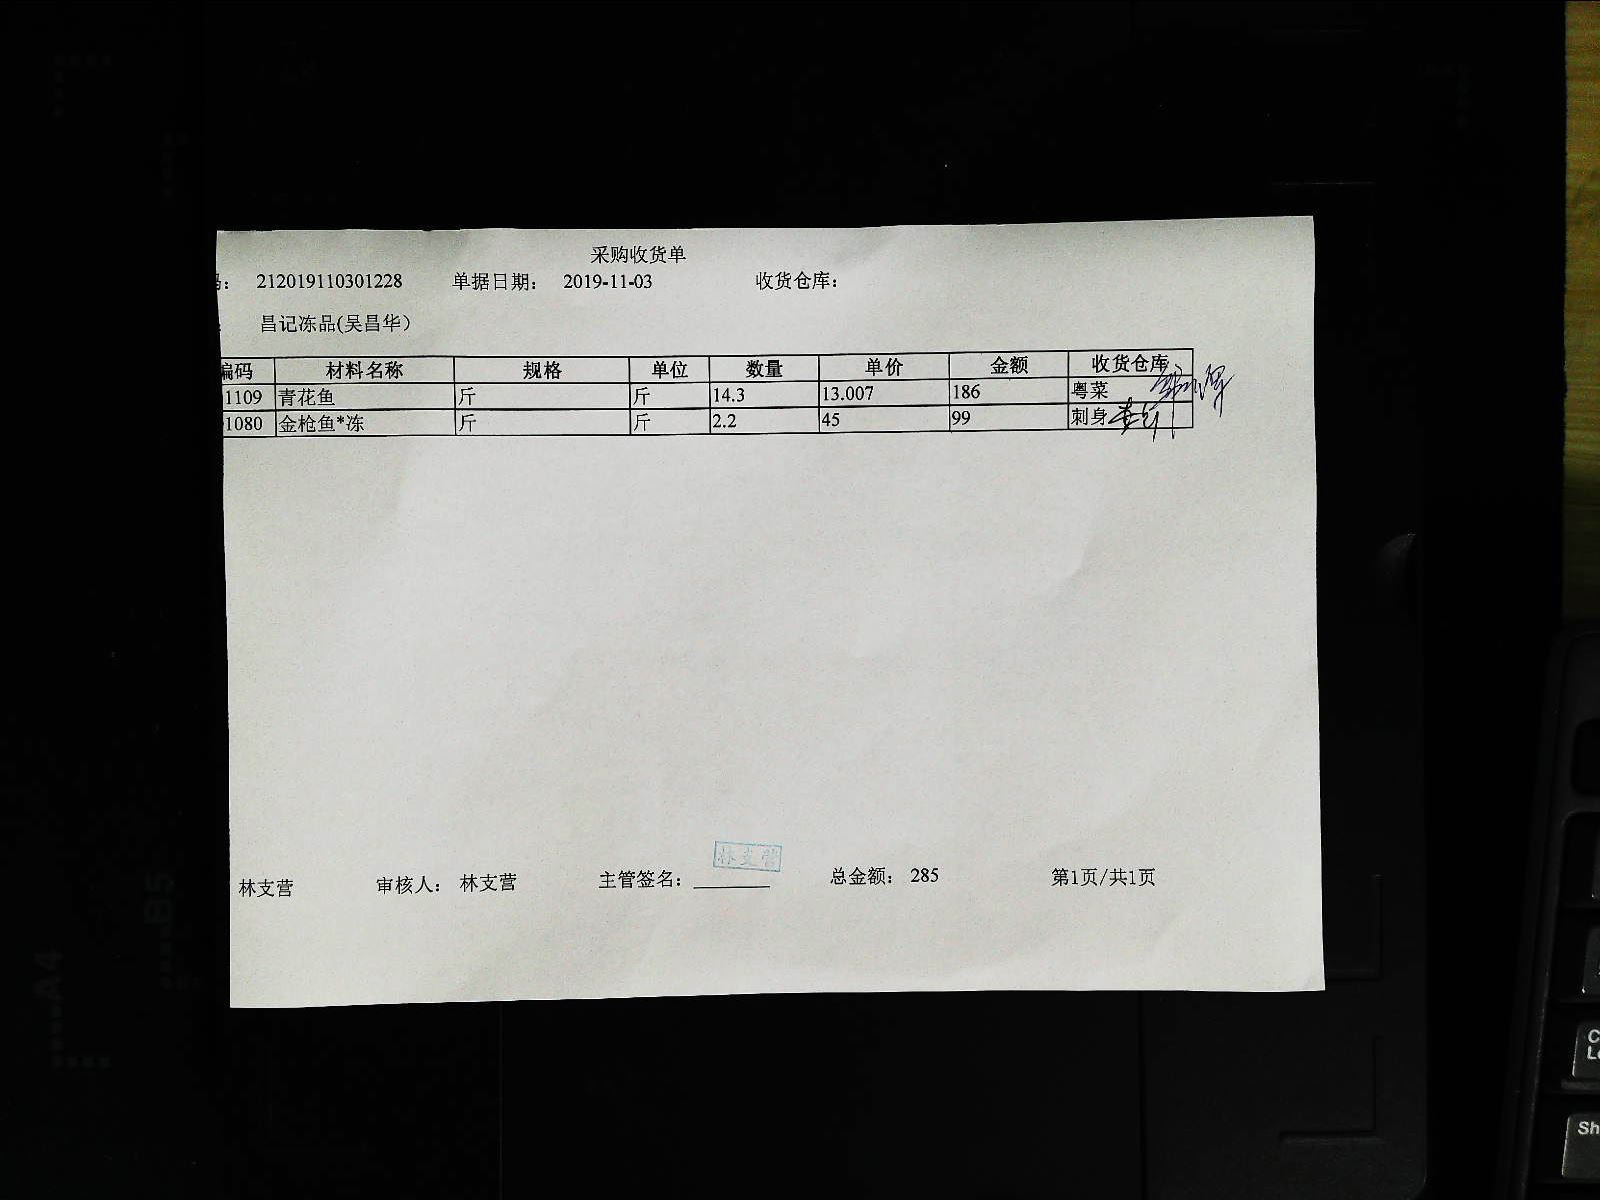 采购收货单
212019110301228 单据日期: 2019-11-03 收货仓库:
昌记冻品(吴昌华)
编码 材料名称 规格 单位 数量 单价 金额 收货仓库
1109 青花鱼 斤 斤 14.3 13.007 186 粤菜
1080 金枪鱼*冻 斤 斤 2.2 45 99 刺身
林支营
林支营 审核人: 林支营 主管签名: 总金额: 285 第1页/共1页